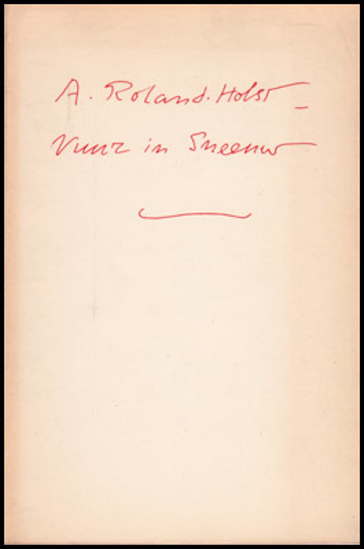 A. Roland. Holst –
Vuur in Sneeuw